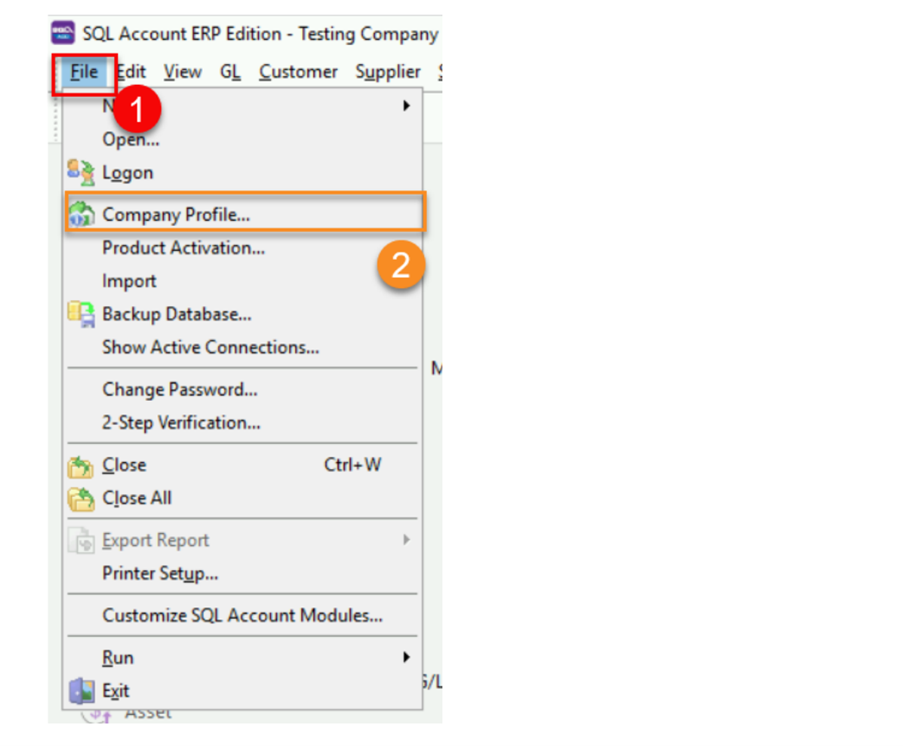 SQL Account ERP Edition - Testing Company
File Edit View GL Customer Supplier
1
Open...
Logon
Company Profile...
Product Activation...
2
Import
Backup Database...
Show Active Connections...
Change Password...
2-Step Verification...
Close Ctrl+W
Close All
Export Report
Printer Setup...
Customize SQL Account Modules...
Run
Exit
Asset